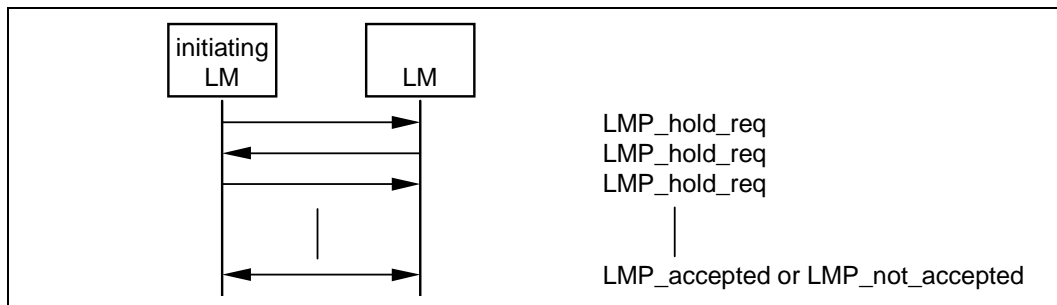 initiating
LM
LM
LMP_hold_req
LMP_hold_req
LMP_hold_req
LMP_accepted or LMP_not_accepted